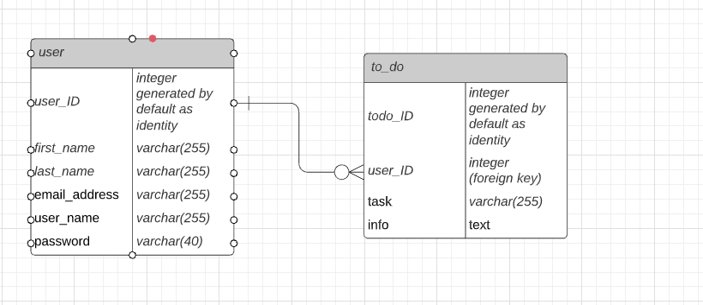 user
user_ID
integer
generated by
default as
identity
first_name varchar(255)
last_name varchar(255)
email_address varchar(255)
user_name varchar(255)
password varchar(40)
to_do
todo_ID
integer
generated by
default as
identity
user_ID
integer
(foreign key)
task varchar(255)
info text